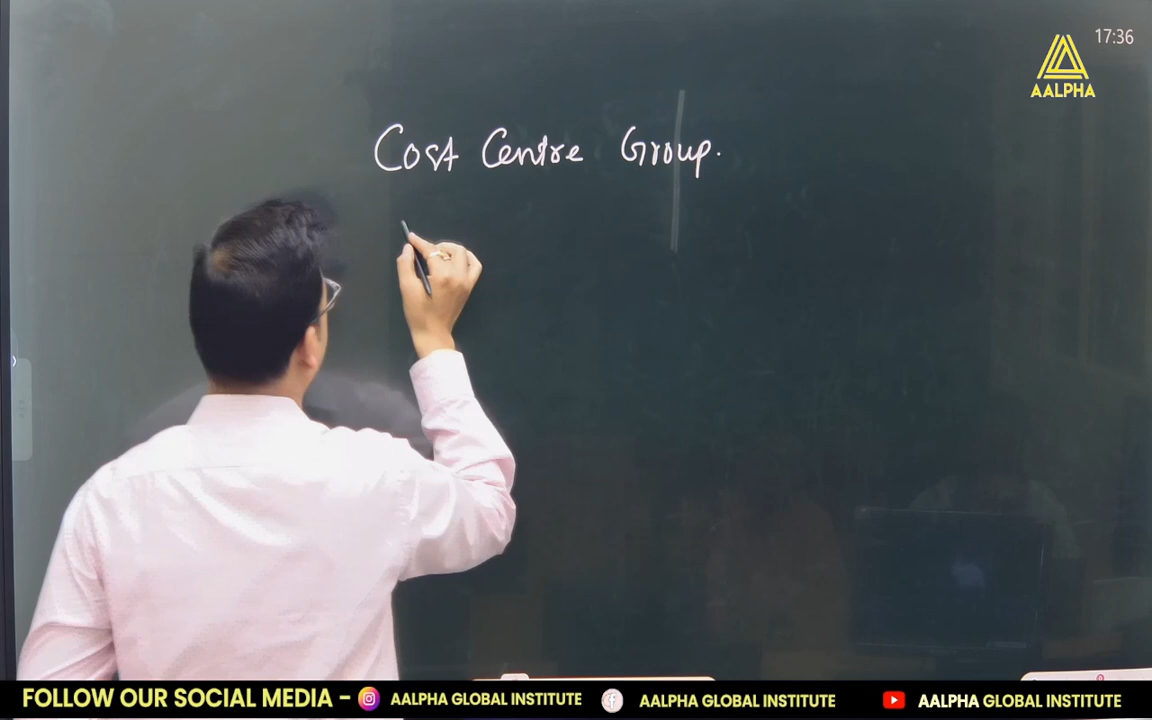 17:36
AALPHA
Cost Centre Group.
FOLLOW OUR SOCIAL MEDIA - AALPHA GLOBAL INSTITUTE AALPHA GLOBAL INSTITUTE AALPHA GLOBAL INSTITUTE